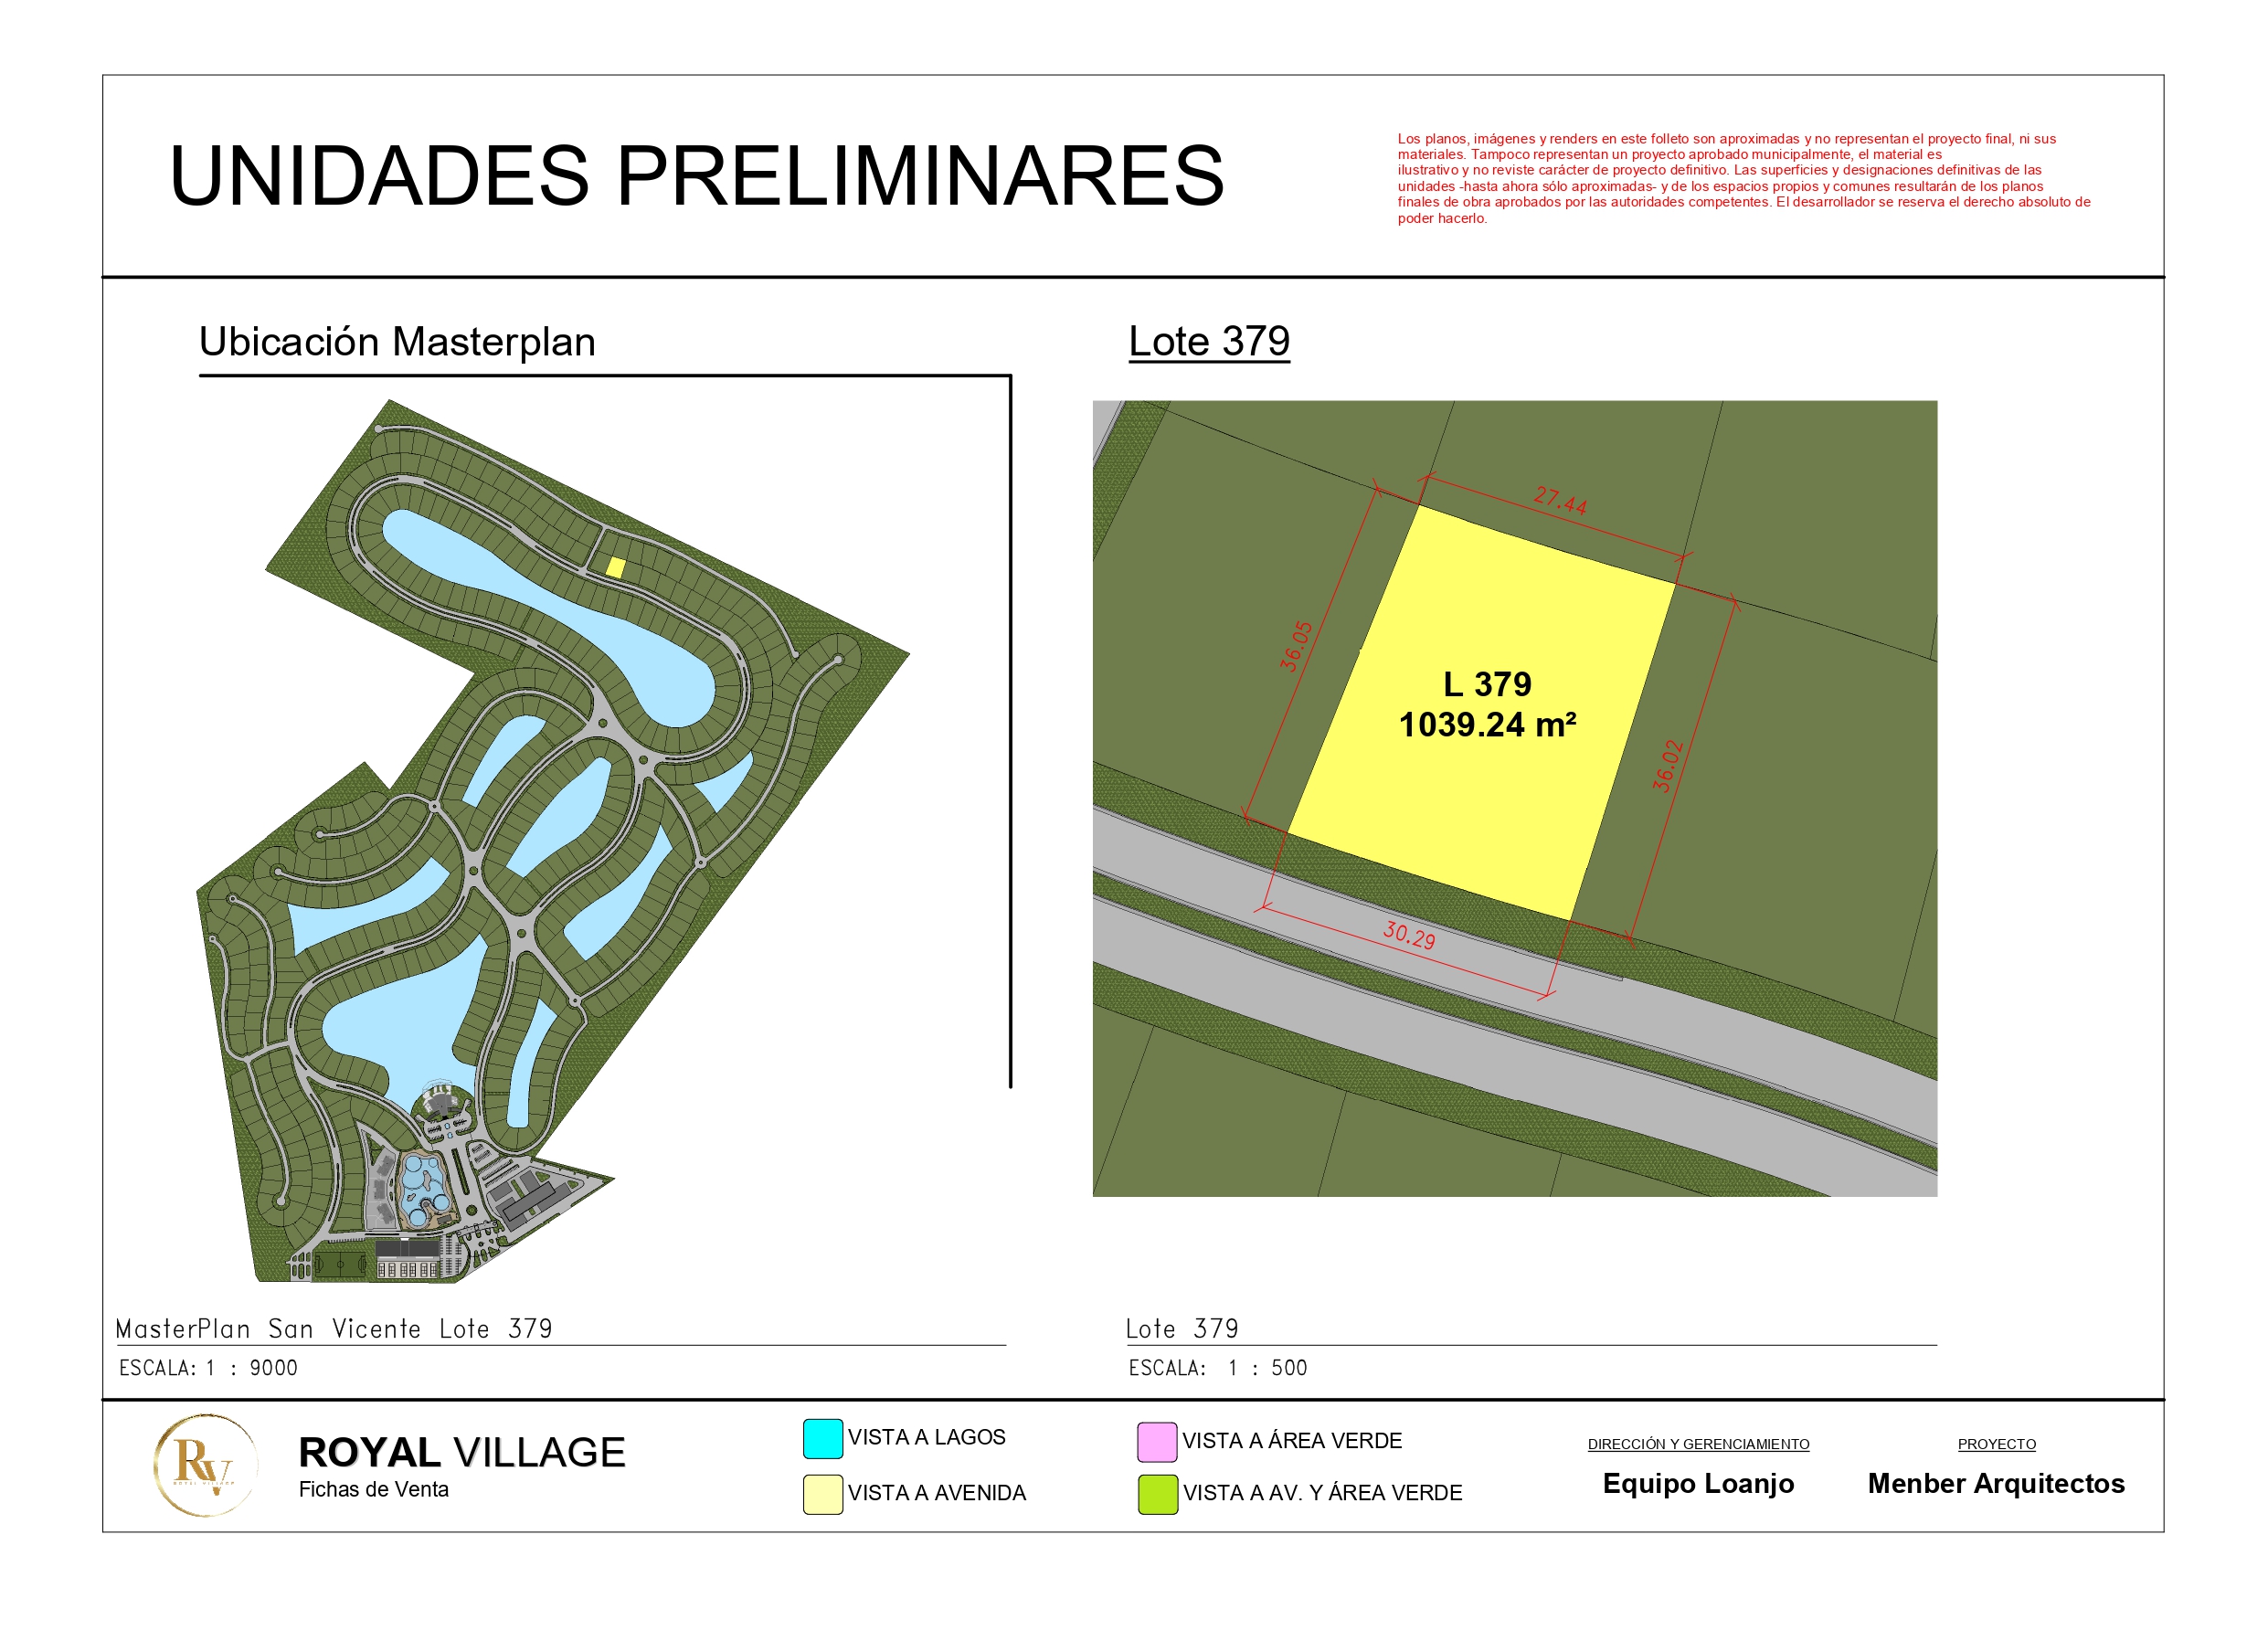 UNIDADES PRELIMINARES
Los planos, imágenes y renders en este folleto son aproximadas y no representan el proyecto final, ni sus
materiales. Tampoco representan un proyecto aprobado municipalmente, el material es
ilustrativo y no reviste carácter de proyecto definitivo. Las superficies y designaciones definitivas de las
unidades -hasta ahora sólo aproximadas- y de los espacios propios y comunes resultarán de los planos
finales de obra aprobados por las autoridades competentes. El desarrollador se reserva el derecho absoluto de
poder hacerlo.
Ubicación Masterplan
Lote 379
27.44
36.05
L 379
1039.24 m²
36.02
30.29
MasterPlan San Vicente Lote 379
ESCALA: 1 : 9000
Lote 379
ESCALA: 1 : 500
RV
ROYAL VILLAGE
ROYAL VILLAGE
Fichas de Venta
VISTA A LAGOS
VISTA A AVENIDA
VISTA A ÁREA VERDE
VISTA A AV. Y ÁREA VERDE
DIRECCIÓN Y GERENCIAMIENTO
Equipo Loanjo
PROYECTO
Menber Arquitectos